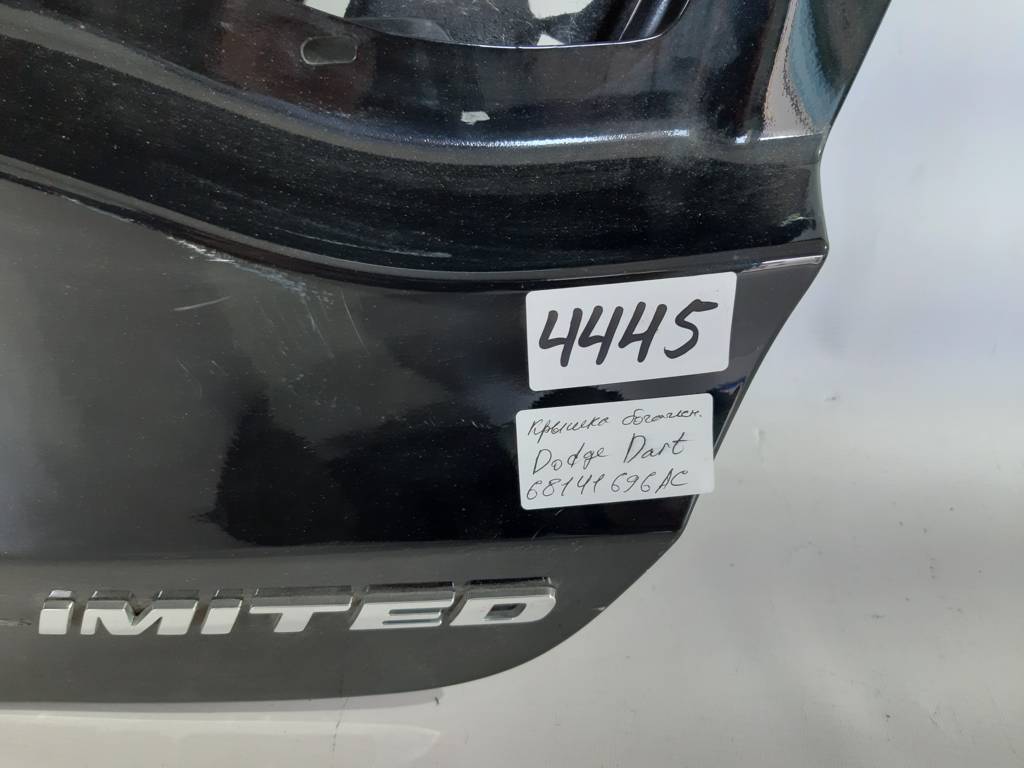 4445
Крышка багажн.
Dodge Dart
68141696AC
IMITED